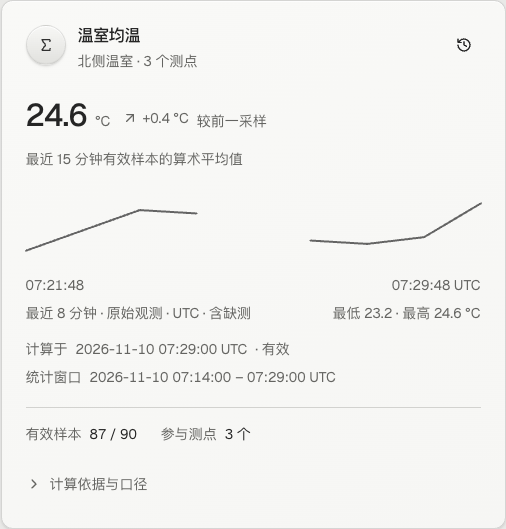 Σ
温室均温
北侧温室 · 3 个测点
24.6 °C +0.4 °C 较前一采样
最近 15 分钟有效样本的算术平均值
07:21:48 07:29:48 UTC
最近 8 分钟 · 原始观测 · UTC · 含缺测 最低 23.2 · 最高 24.6 °C
计算于 2026-11-10 07:29:00 UTC · 有效
统计窗口 2026-11-10 07:14:00 – 07:29:00 UTC
有效样本 87 / 90 参与测点 3 个
计算依据与口径